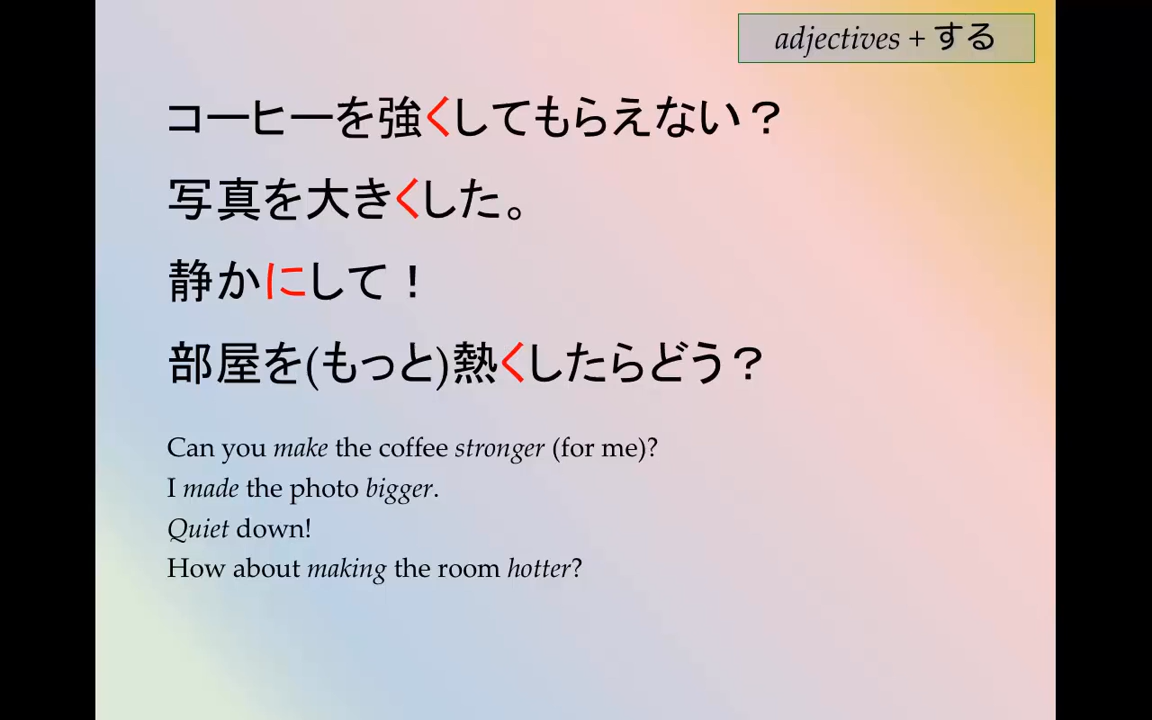 adjectives + する
コーヒーを強くしてもらえない？
写真を大きくした。
静かにして！
部屋を(もっと)熱くしたらどう？
Can you make the coffee stronger (for me)?
I made the photo bigger.
Quiet down!
How about making the room hotter?